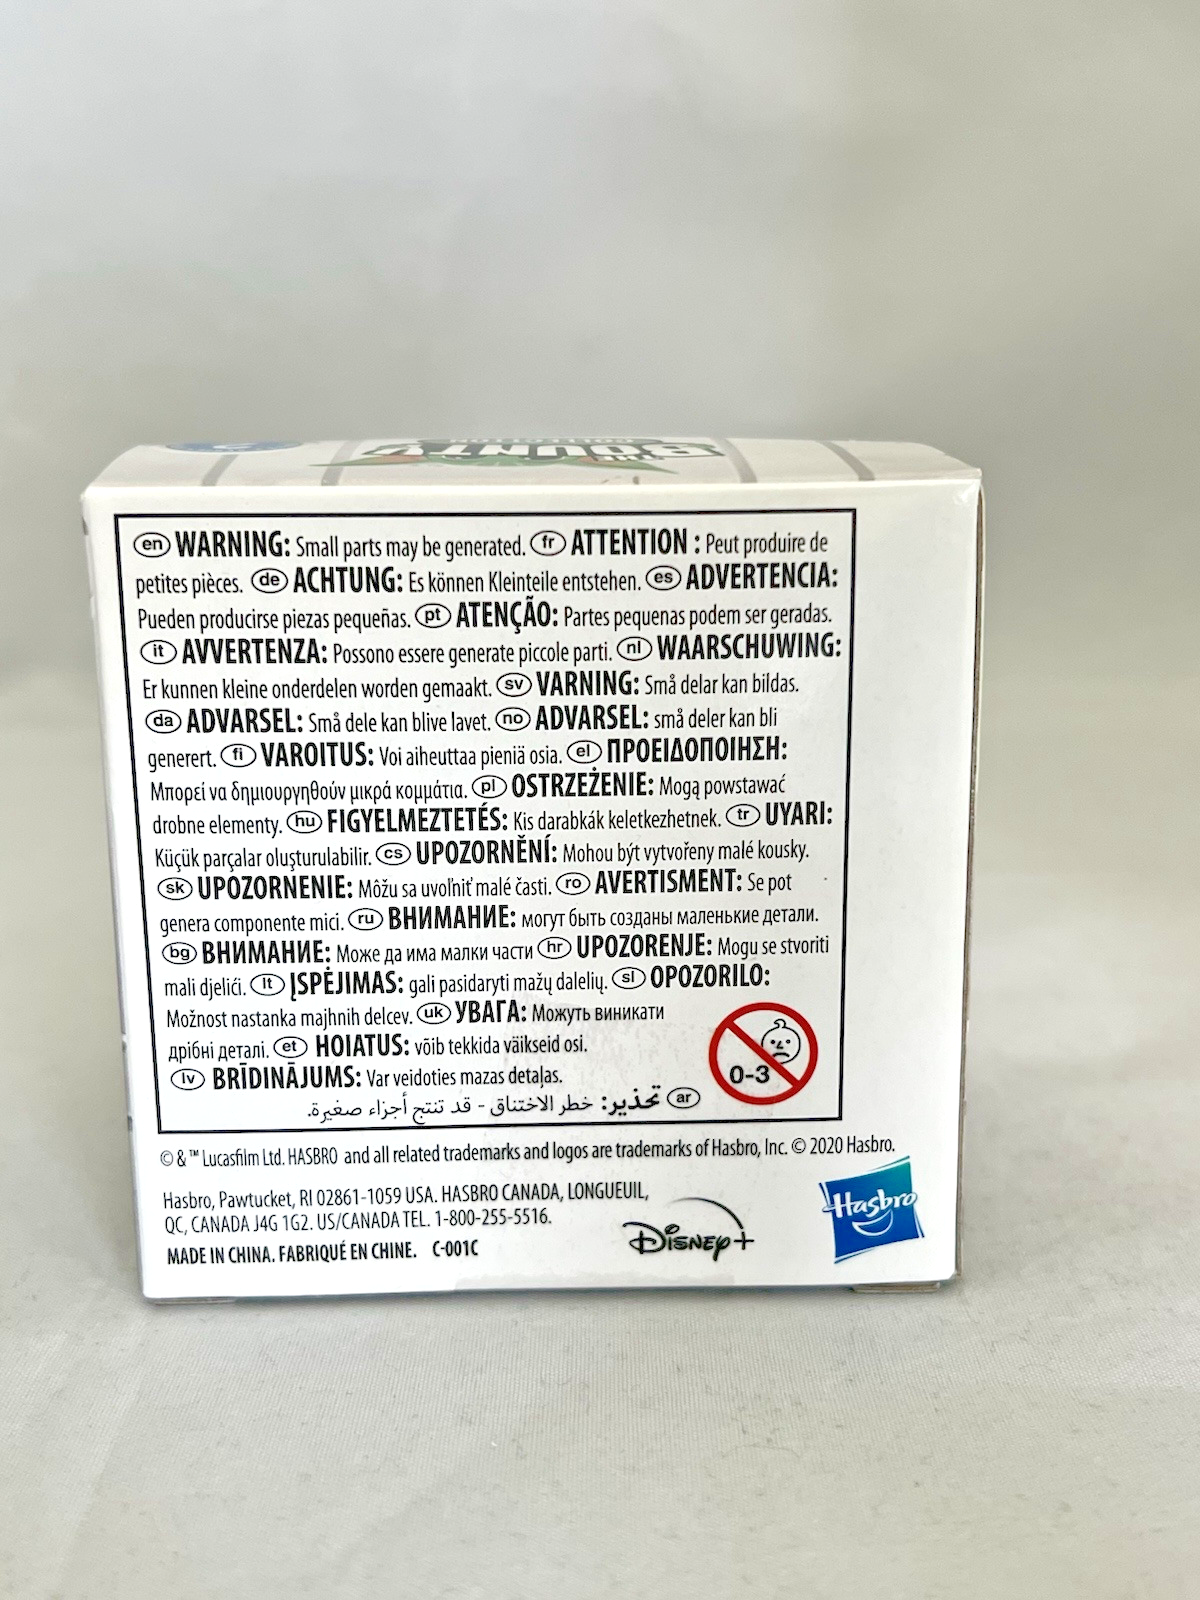 THE
BOUNTY
COLLECTION
en WARNING: Small parts may be generated. fr ATTENTION : Peut produire de
petites pièces. de ACHTUNG: Es können Kleinteile entstehen. es ADVERTENCIA:
Pueden producirse piezas pequeñas. pt ATENÇÃO: Partes pequenas podem ser geradas.
it AVVERTENZA: Possono essere generate piccole parti. nl WAARSCHUWING:
Er kunnen kleine onderdelen worden gemaakt. sv VARNING: Små delar kan bildas.
da ADVARSEL: Små dele kan blive lavet. no ADVARSEL: små deler kan bli
generert. fi VAROITUS: Voi aiheuttaa pieniä osia. el ΠΡΟΕΙΔΟΠΟΙΗΣΗ:
Μπορεί να δημιουργηθούν μικρά κομμάτια. pl OSTRZEŻENIE: Mogą powstawać
drobne elementy. hu FIGYELMEZTETÉS: Kis darabkák keletkezhetnek. tr UYARI:
Küçük parçalar oluşturulabilir. cs UPOZORNĚNÍ: Mohou být vytvořeny malé kousky.
sk UPOZORNENIE: Môžu sa uvoľniť malé časti. ro AVERTISMENT: Se pot
genera componente mici. ru ВНИМАНИЕ: могут быть созданы маленькие детали.
bg ВНИМАНИЕ: Може да има малки части hr UPOZORENJE: Mogu se stvoriti
mali djelići. lt ĮSPĖJIMAS: gali pasidaryti mažų dalelių. sl OPOZORILO:
Možnost nastanka majhnih delcev. uk УВАГА: Можуть виникати
дрібні деталі. et HOIATUS: võib tekkida väikseid osi.
lv BRĪDINĀJUMS: Var veidoties mazas detaļas.
ar تحذير: خطر الاختناق - قد تنتج أجزاء صغيرة.
0-3
© & ™ Lucasfilm Ltd. HASBRO and all related trademarks and logos are trademarks of Hasbro, Inc. © 2020 Hasbro.
Hasbro, Pawtucket, RI 02861-1059 USA. HASBRO CANADA, LONGUEUIL,
QC, CANADA J4G 1G2. US/CANADA TEL. 1-800-255-5516.
MADE IN CHINA. FABRIQUÉ EN CHINE. C-001C
Disney+
Hasbro